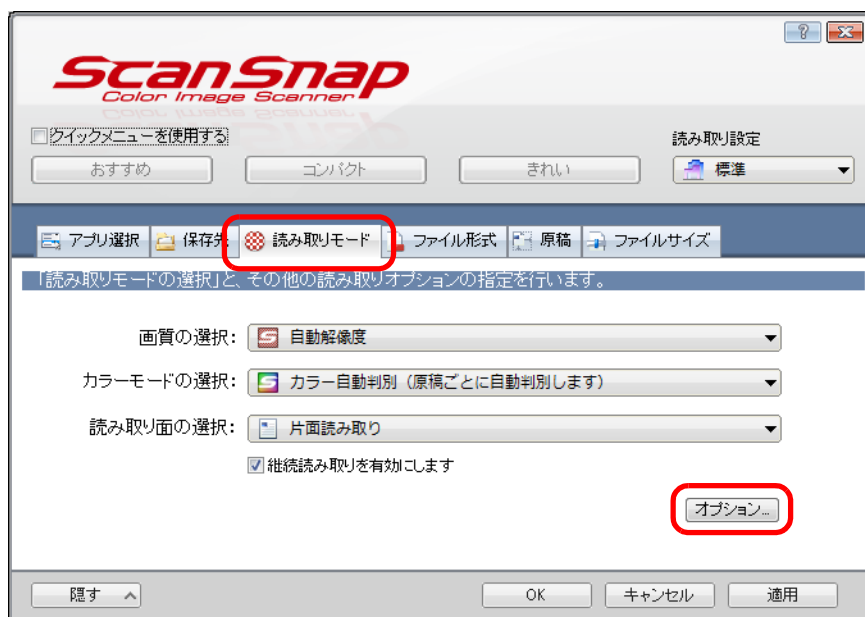 ScanSnap
Color Image Scanner
クイックメニューを使用する
読み取り設定
おすすめ コンパクト きれい 標準
アプリ選択 保存先 読み取りモード ファイル形式 原稿 ファイルサイズ
「読み取りモードの選択」と、その他の読み取りオプションの指定を行います。
画質の選択: 自動解像度
カラーモードの選択: カラー自動判別（原稿ごとに自動判別します）
読み取り面の選択: 片面読み取り
継続読み取りを有効にします
オプション...
隠す OK キャンセル 適用